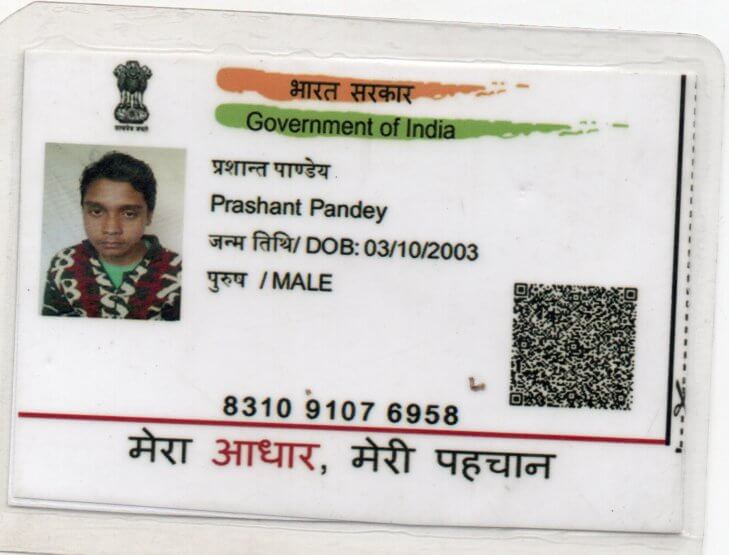 सत्यमेव जयते
भारत सरकार
Government of India
प्रशान्त पाण्डेय
Prashant Pandey
जन्म तिथि/ DOB: 03/10/2003
पुरुष / MALE
8310 9107 6958
मेरा आधार, मेरी पहचान